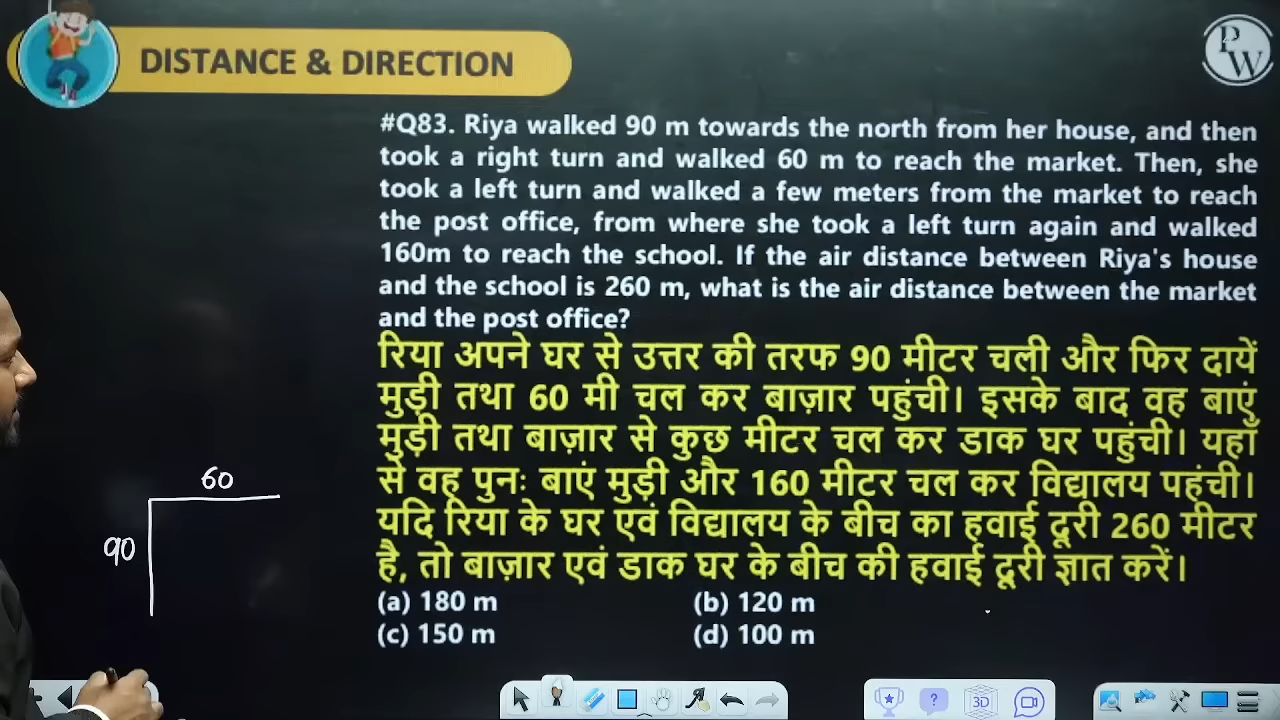 DISTANCE & DIRECTION
PW
#Q83. Riya walked 90 m towards the north from her house, and then
took a right turn and walked 60 m to reach the market. Then, she
took a left turn and walked a few meters from the market to reach
the post office, from where she took a left turn again and walked
160m to reach the school. If the air distance between Riya's house
and the school is 260 m, what is the air distance between the market
and the post office?
रिया अपने घर से उत्तर की तरफ 90 मीटर चली और फिर दायें
मुड़ी तथा 60 मी चल कर बाज़ार पहुंची। इसके बाद वह बाएं
मुड़ी तथा बाज़ार से कुछ मीटर चल कर डाक घर पहुंची। यहाँ
से वह पुनः बाएं मुड़ी और 160 मीटर चल कर विद्यालय पहुंची।
यदि रिया के घर एवं विद्यालय के बीच का हवाई दूरी 260 मीटर
है, तो बाज़ार एवं डाक घर के बीच की हवाई दूरी ज्ञात करें।
(a) 180 m (b) 120 m
(c) 150 m (d) 100 m
60
90
?
3D